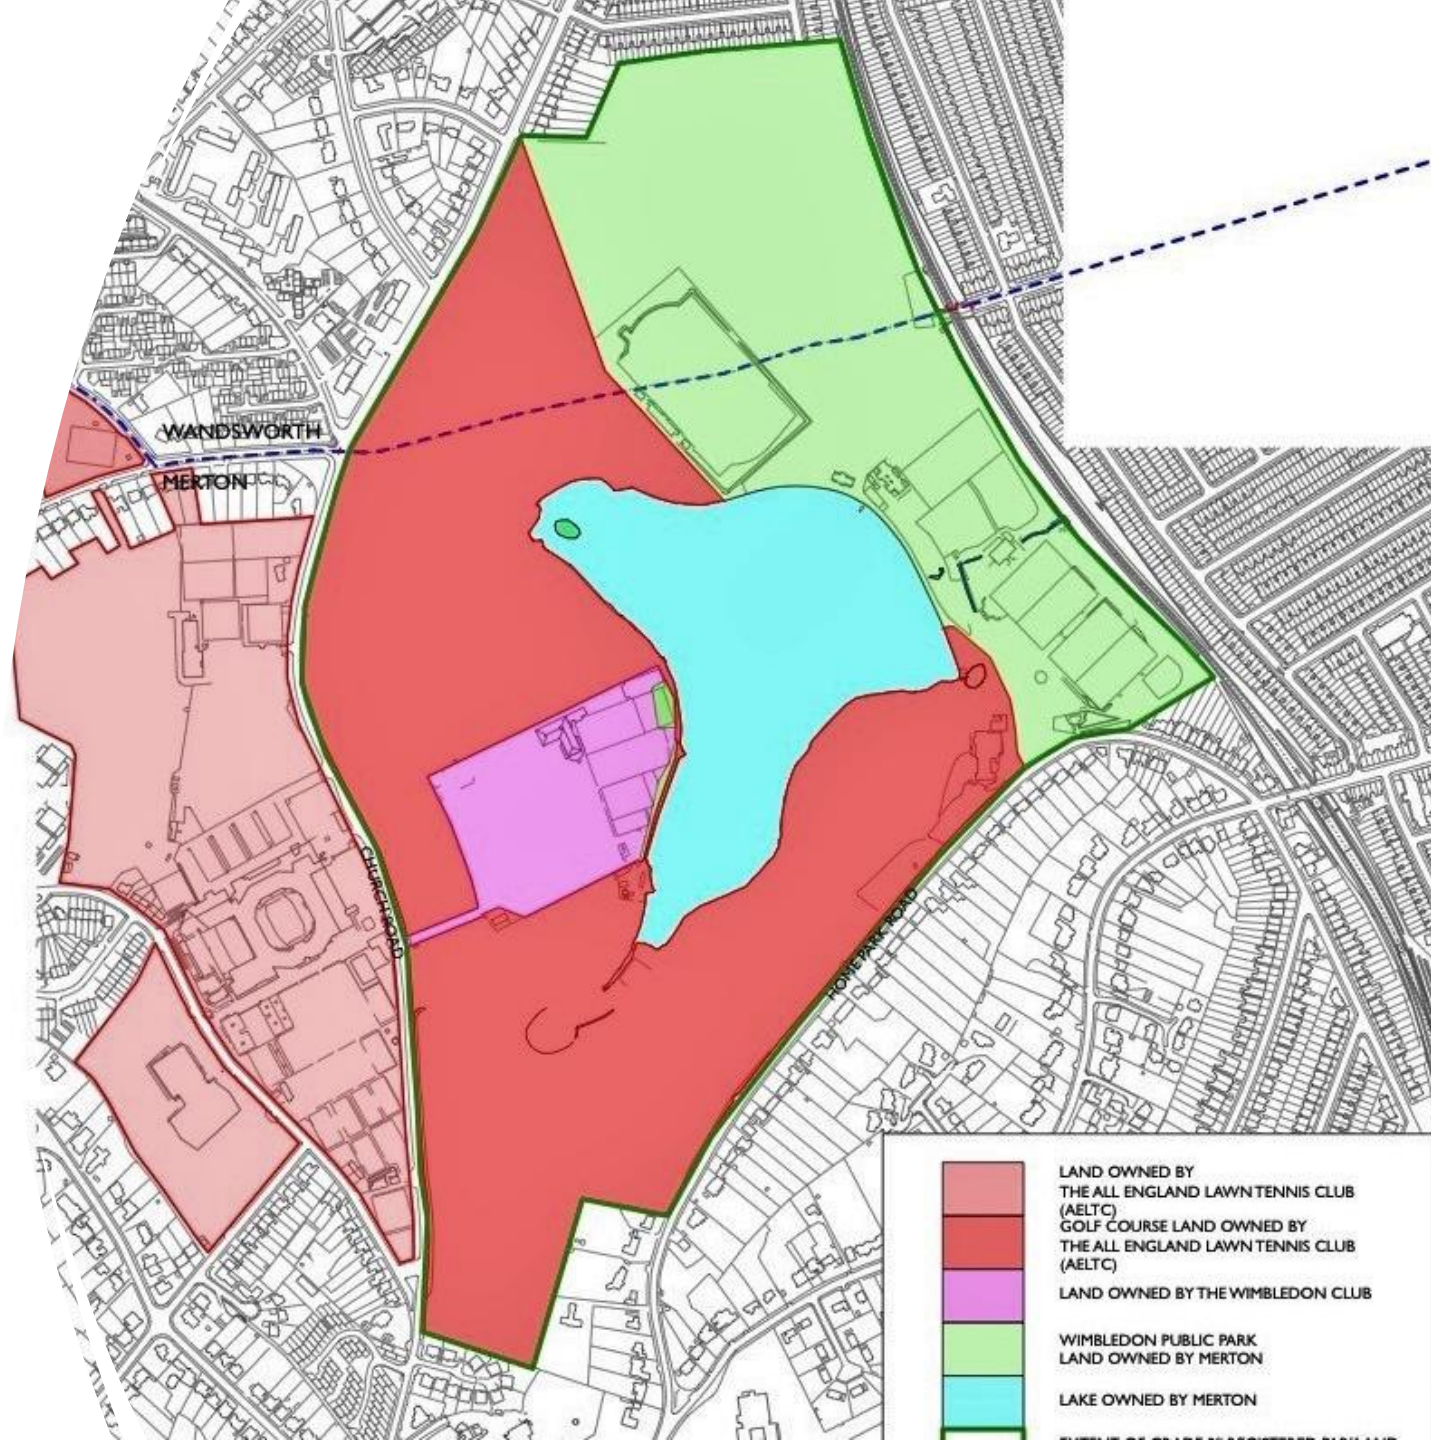 WANDSWORTH
MERTON
CHURCH ROAD
HOME PARK ROAD
LAND OWNED BY
THE ALL ENGLAND LAWN TENNIS CLUB
(AELTC)
GOLF COURSE LAND OWNED BY
THE ALL ENGLAND LAWN TENNIS CLUB
(AELTC)
LAND OWNED BY THE WIMBLEDON CLUB
WIMBLEDON PUBLIC PARK
LAND OWNED BY MERTON
LAKE OWNED BY MERTON